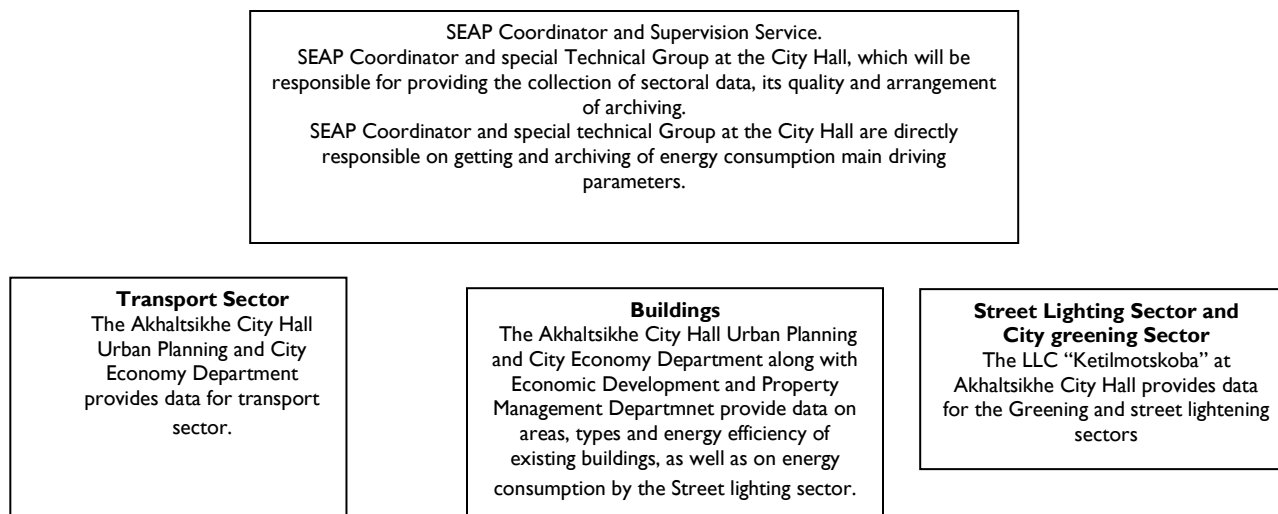 SEAP Coordinator and Supervision Service.
SEAP Coordinator and special Technical Group at the City Hall, which will be
responsible for providing the collection of sectoral data, its quality and arrangement
of archiving.
SEAP Coordinator and special technical Group at the City Hall are directly
responsible on getting and archiving of energy consumption main driving
parameters.
Transport Sector
The Akhaltsikhe City Hall
Urban Planning and City
Economy Department
provides data for transport
sector.
Buildings
The Akhaltsikhe City Hall Urban Planning
and City Economy Department along with
Economic Development and Property
Management Departmnet provide data on
areas, types and energy efficiency of
existing buildings, as well as on energy
consumption by the Street lighting sector.
Street Lighting Sector and
City greening Sector
The LLC “Ketilmotskoba” at
Akhaltsikhe City Hall provides data
for the Greening and street lightening
sectors